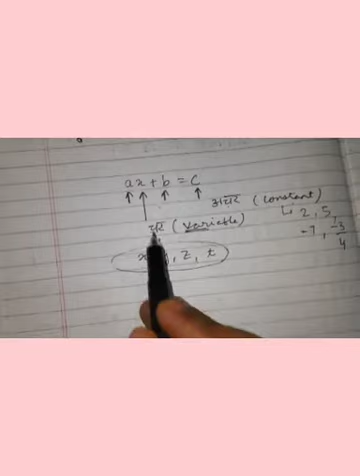 ax + b = c
अचर (constant)
↳ 2, 5,
चर (variable)
-7, -3/4
x, z, t